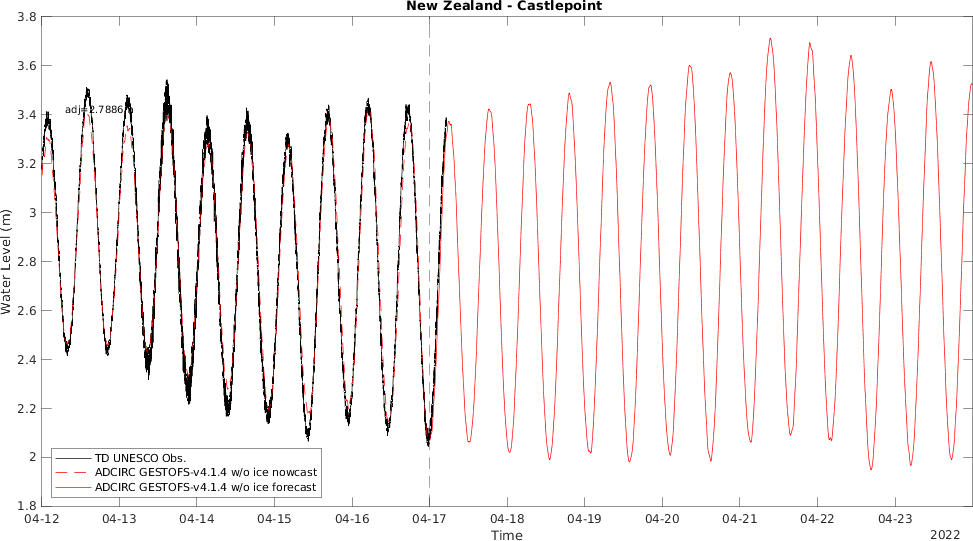 New Zealand - Castlepoint
3.8
3.6
3.4
3.2
3
2.8
2.6
2.4
2.2
2
1.8
Water Level (m)
adj=2.7886
TD UNESCO Obs.
ADCIRC GESTOFS-v4.1.4 w/o ice nowcast
ADCIRC GESTOFS-v4.1.4 w/o ice forecast
04-12 04-13 04-14 04-15 04-16 04-17 04-18 04-19 04-20 04-21 04-22 04-23
Time
2022